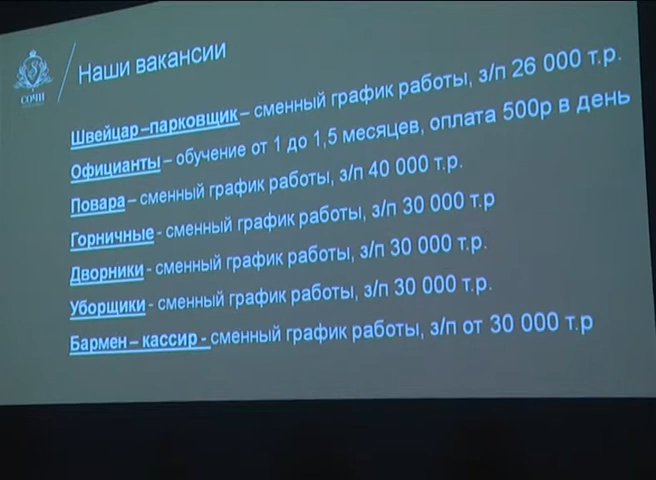 СОЧИ
Наши вакансии
Швейцар–парковщик– сменный график работы, з/п 26 000 т.р.
Официанты– обучение от 1 до 1,5 месяцев, оплата 500р в день
Повара– сменный график работы, з/п 40 000 т.р.
Горничные- сменный график работы, з/п 30 000 т.р
Дворники- сменный график работы, з/п 30 000 т.р.
Уборщики- сменный график работы, з/п 30 000 т.р.
Бармен– кассир -сменный график работы, з/п от 30 000 т.р